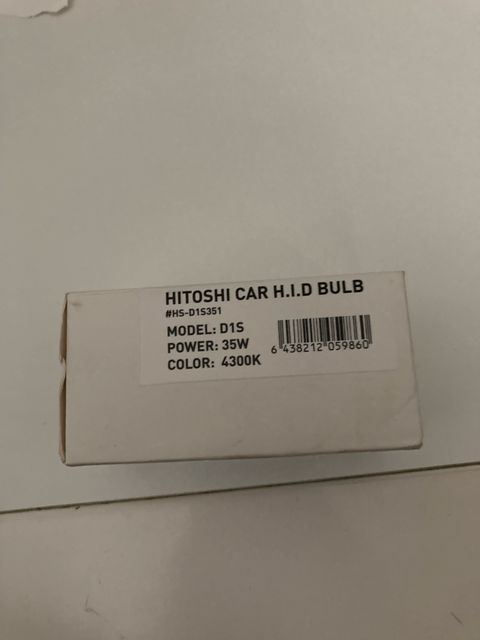 HITOSHI CAR H.I.D BULB
#HS-D1S351
MODEL: D1S
POWER: 35W
COLOR: 4300K
6 438212 059860